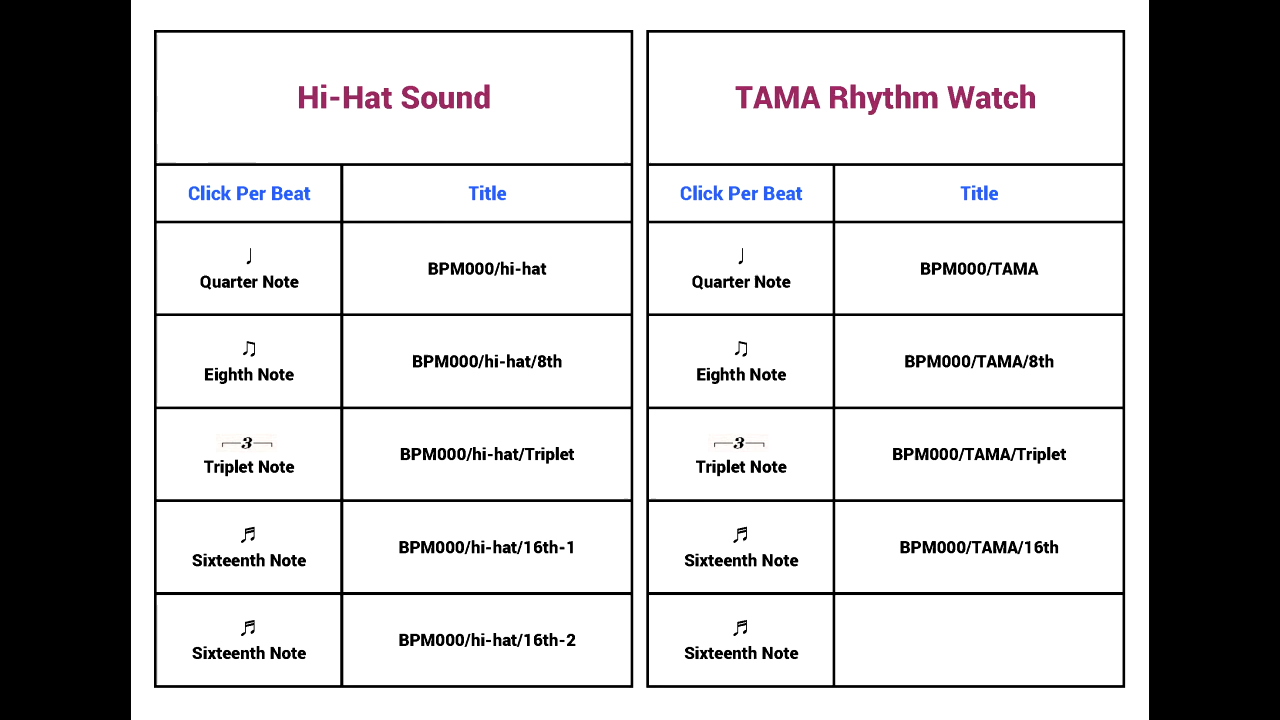 Hi-Hat Sound
Click Per Beat Title
♩
Quarter Note
BPM000/hi-hat
♫
Eighth Note
BPM000/hi-hat/8th
3
Triplet Note
BPM000/hi-hat/Triplet
♬
Sixteenth Note
BPM000/hi-hat/16th-1
♬
Sixteenth Note
BPM000/hi-hat/16th-2
TAMA Rhythm Watch
Click Per Beat Title
♩
Quarter Note
BPM000/TAMA
♫
Eighth Note
BPM000/TAMA/8th
3
Triplet Note
BPM000/TAMA/Triplet
♬
Sixteenth Note
BPM000/TAMA/16th
♬
Sixteenth Note